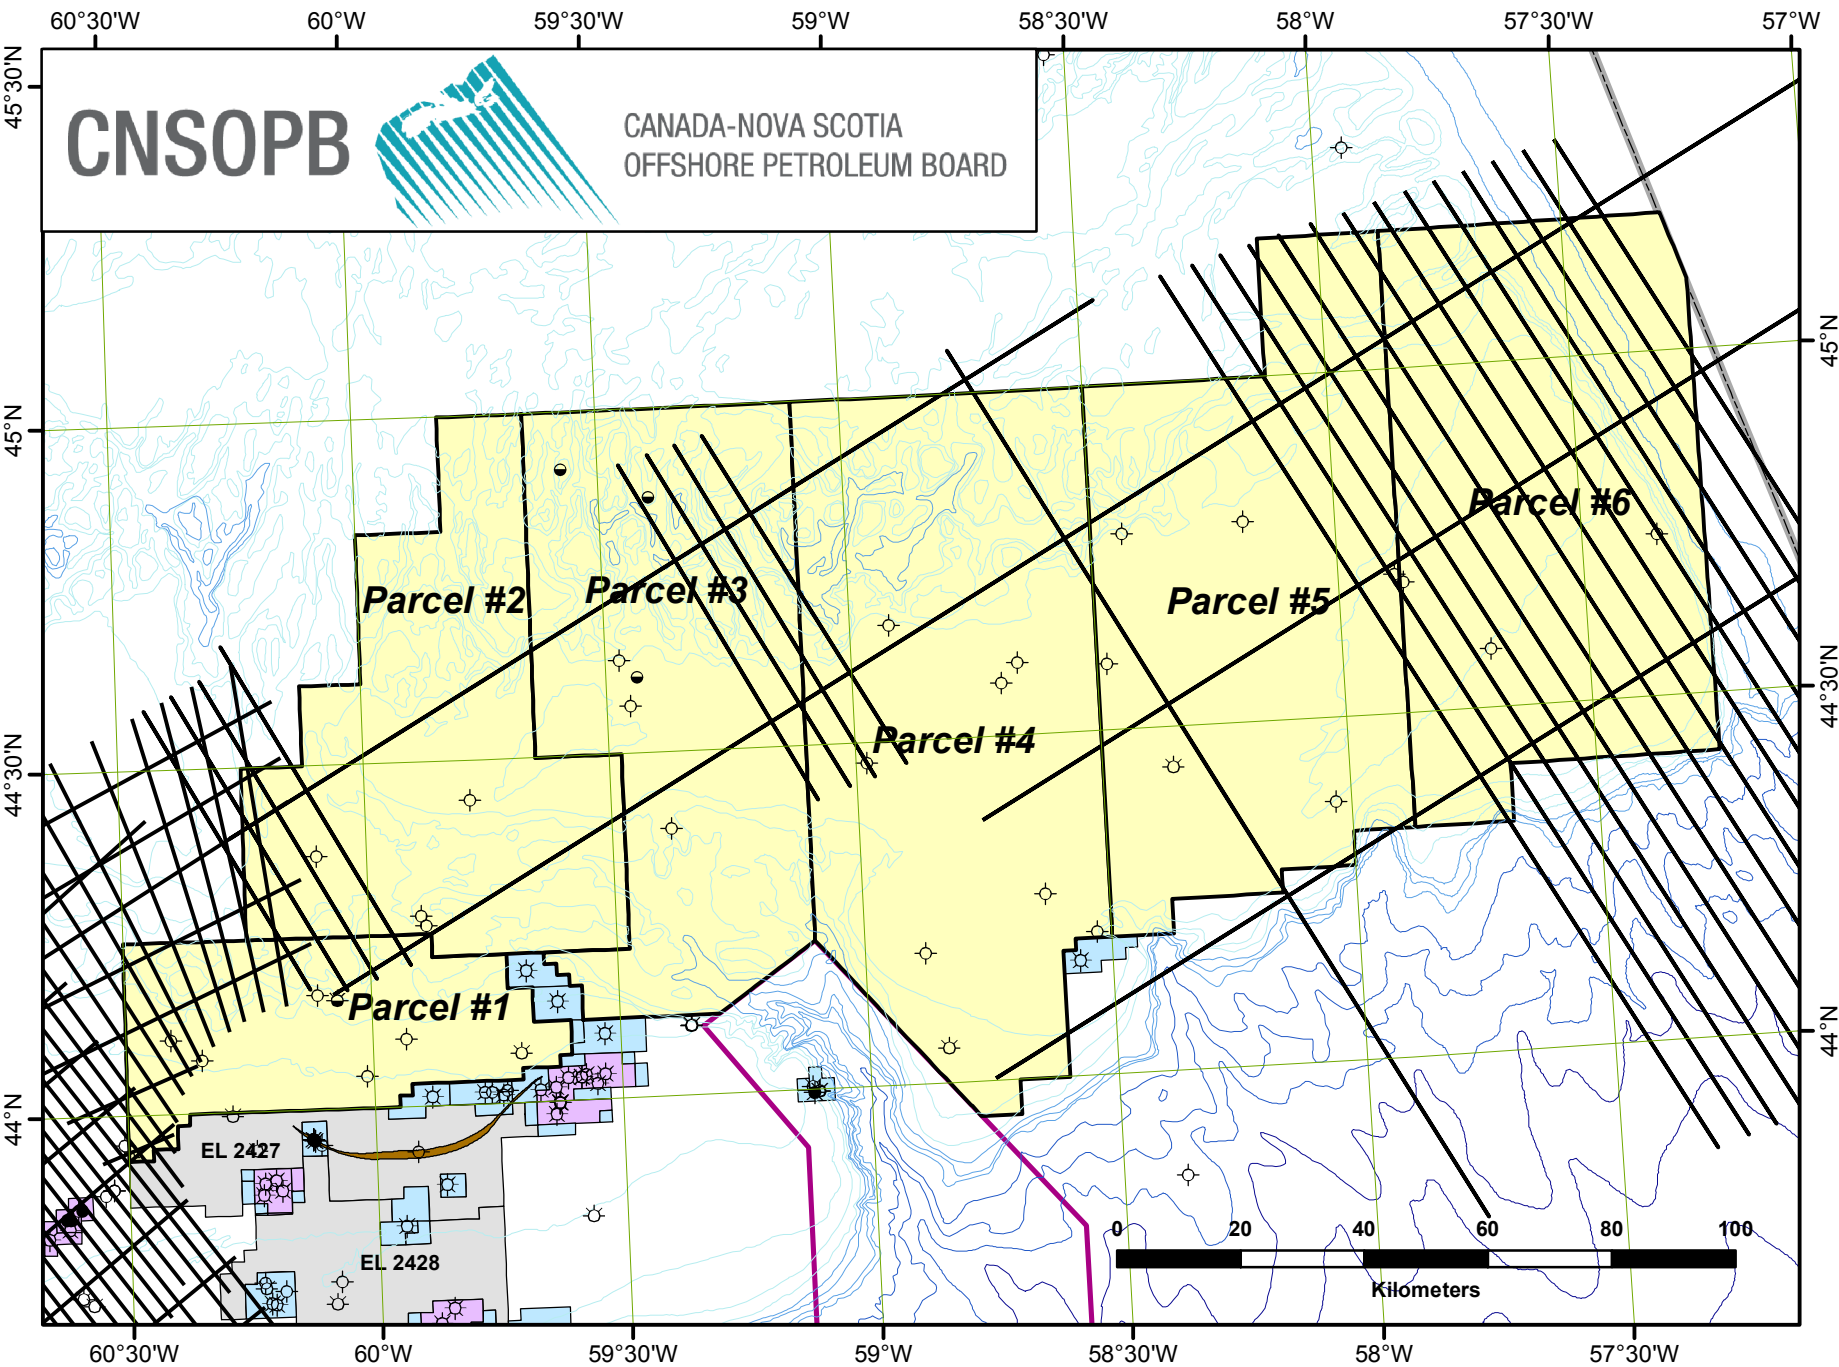 60°30'W 60°W 59°30'W 59°W 58°30'W 58°W 57°30'W 57°W
45°30'N
CNSOPB
CANADA-NOVA SCOTIA
OFFSHORE PETROLEUM BOARD
45°N
45°N
Parcel #6
Parcel #2
Parcel #3
Parcel #5
44°30'N
Parcel #4
44°30'N
Parcel #1
44°N
44°N
EL 2427
EL 2428
0 20 40 60 80 100
Kilometers
60°30'W 60°W 59°30'W 59°W 58°30'W 58°W 57°30'W